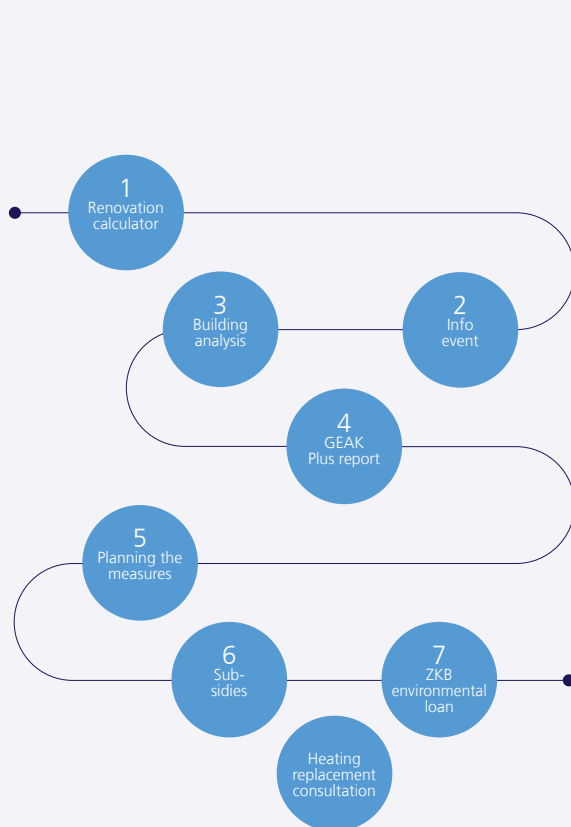 1
Renovation
calculator
2
Info
event
3
Building
analysis
4
GEAK
Plus report
5
Planning the
measures
6
Sub-
sidies
7
ZKB
environmental
loan
Heating
replacement
consultation